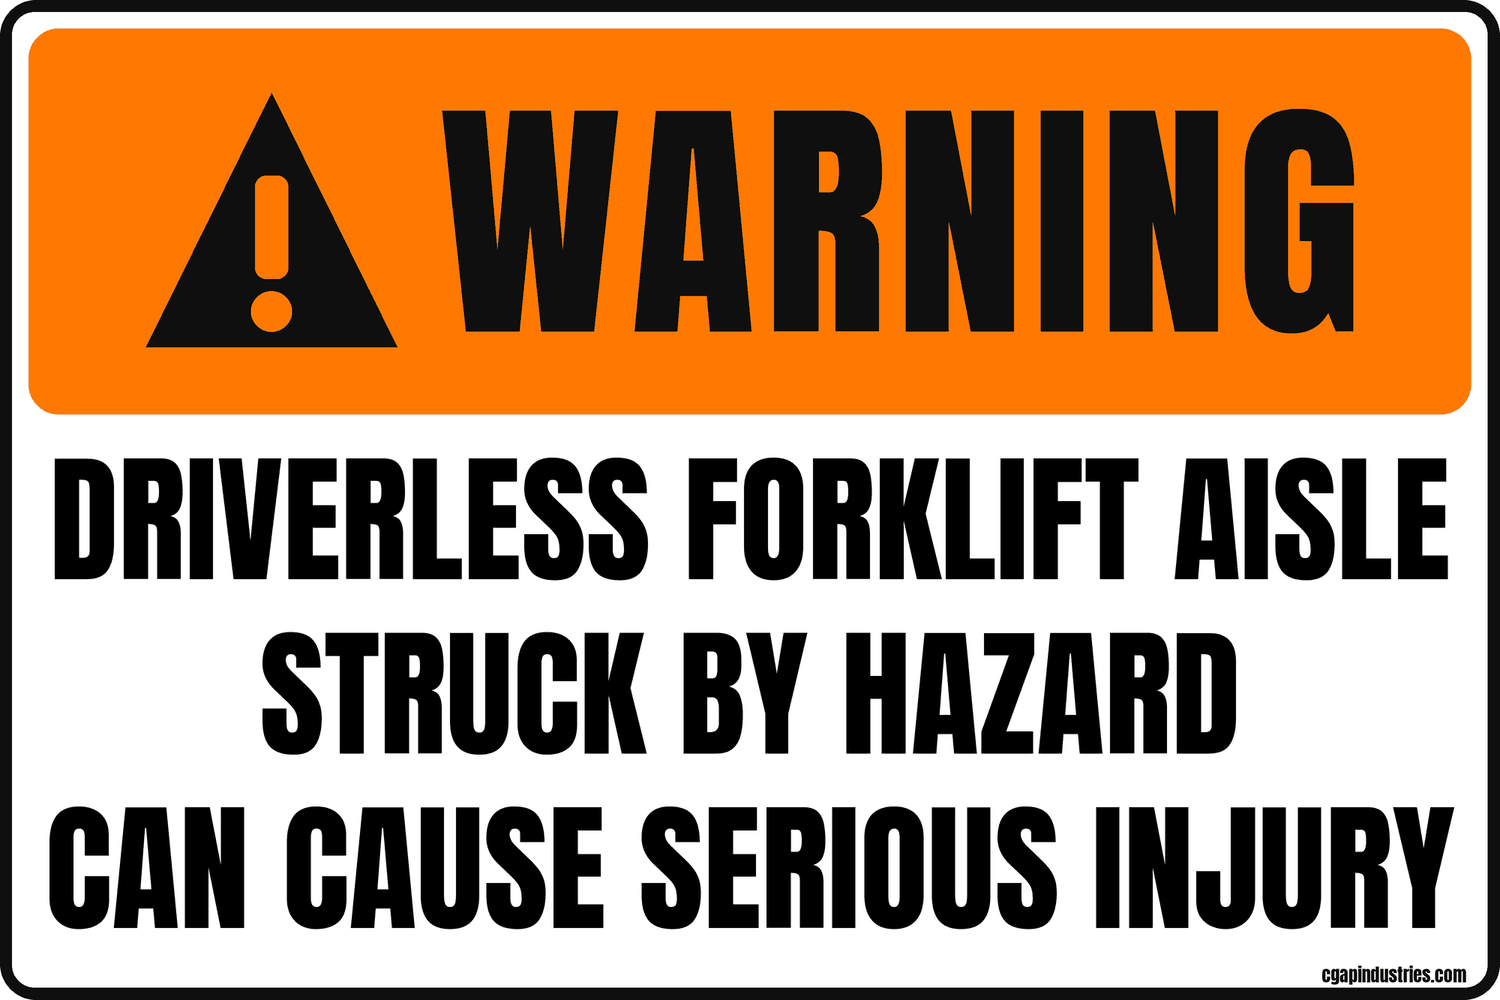 WARNING
DRIVERLESS FORKLIFT AISLE
STRUCK BY HAZARD
CAN CAUSE SERIOUS INJURY
cgapindustries.com